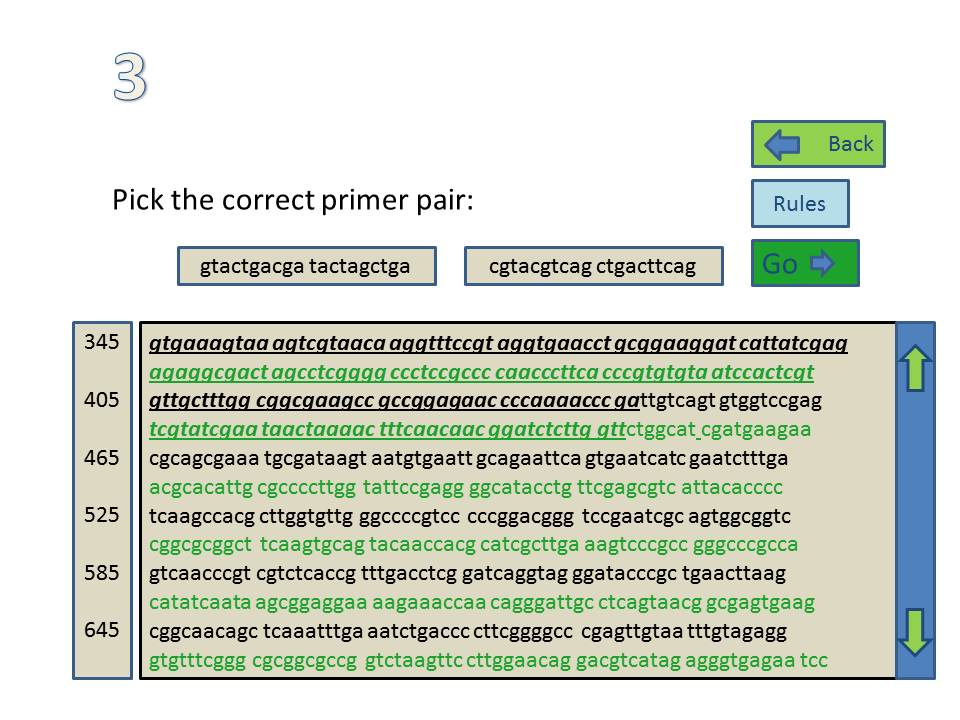 3
Back
Pick the correct primer pair:
Rules
gtactgacga tactagctga
cgtacgtcag ctgacttcag
Go
345 gtgaaagtaa aagtcgtaaca aggtttccgt aggtgaacct gcggaaggat cattatcgag
agaggcgact agcctcgggg ccctccgccc caacccttca cccgtgtgta atccactcgt
405 gttgctttgg cggcgaagcc gccggagaac cccaaaaccc gattgtcagt gtggtccgag
tcgtatcgaa taactaaaac tttcaacaac ggatctcttg gttctggcat cgatgaagaa
465 cgcagcgaaa tgcgataagt aatgtgaatt gcagaattca gtgaatcatc gaatctttga
acgcacattg cgccccttgg tattccgagg ggcatacctg ttcgagcgtc attacacccc
525 tcaagccacg cttggtgttg ggccccgtcc cccggacggg tccgaatcgc agtggcggtc
cggcgcggct tcaagtgcag tacaaccacg catcgcttga aagtcccgcc gggcccgcca
585 gtcaacccgt cgtctcaccg tttgacctcg gatcaggtag ggatacccgc tgaacttaag
catatcaata agcggaggaa aagaaaccaa cagggattgc ctcagtaacg gcgagtgaag
645 cggcaacagc tcaaatttga aatctgaccc cttcggggcc cgagttgtaa tttgtagagg
gtgtttcggg cgcggcgccg gtctaagttc cttggaacag gacgtcatag agggtgagaa tcc